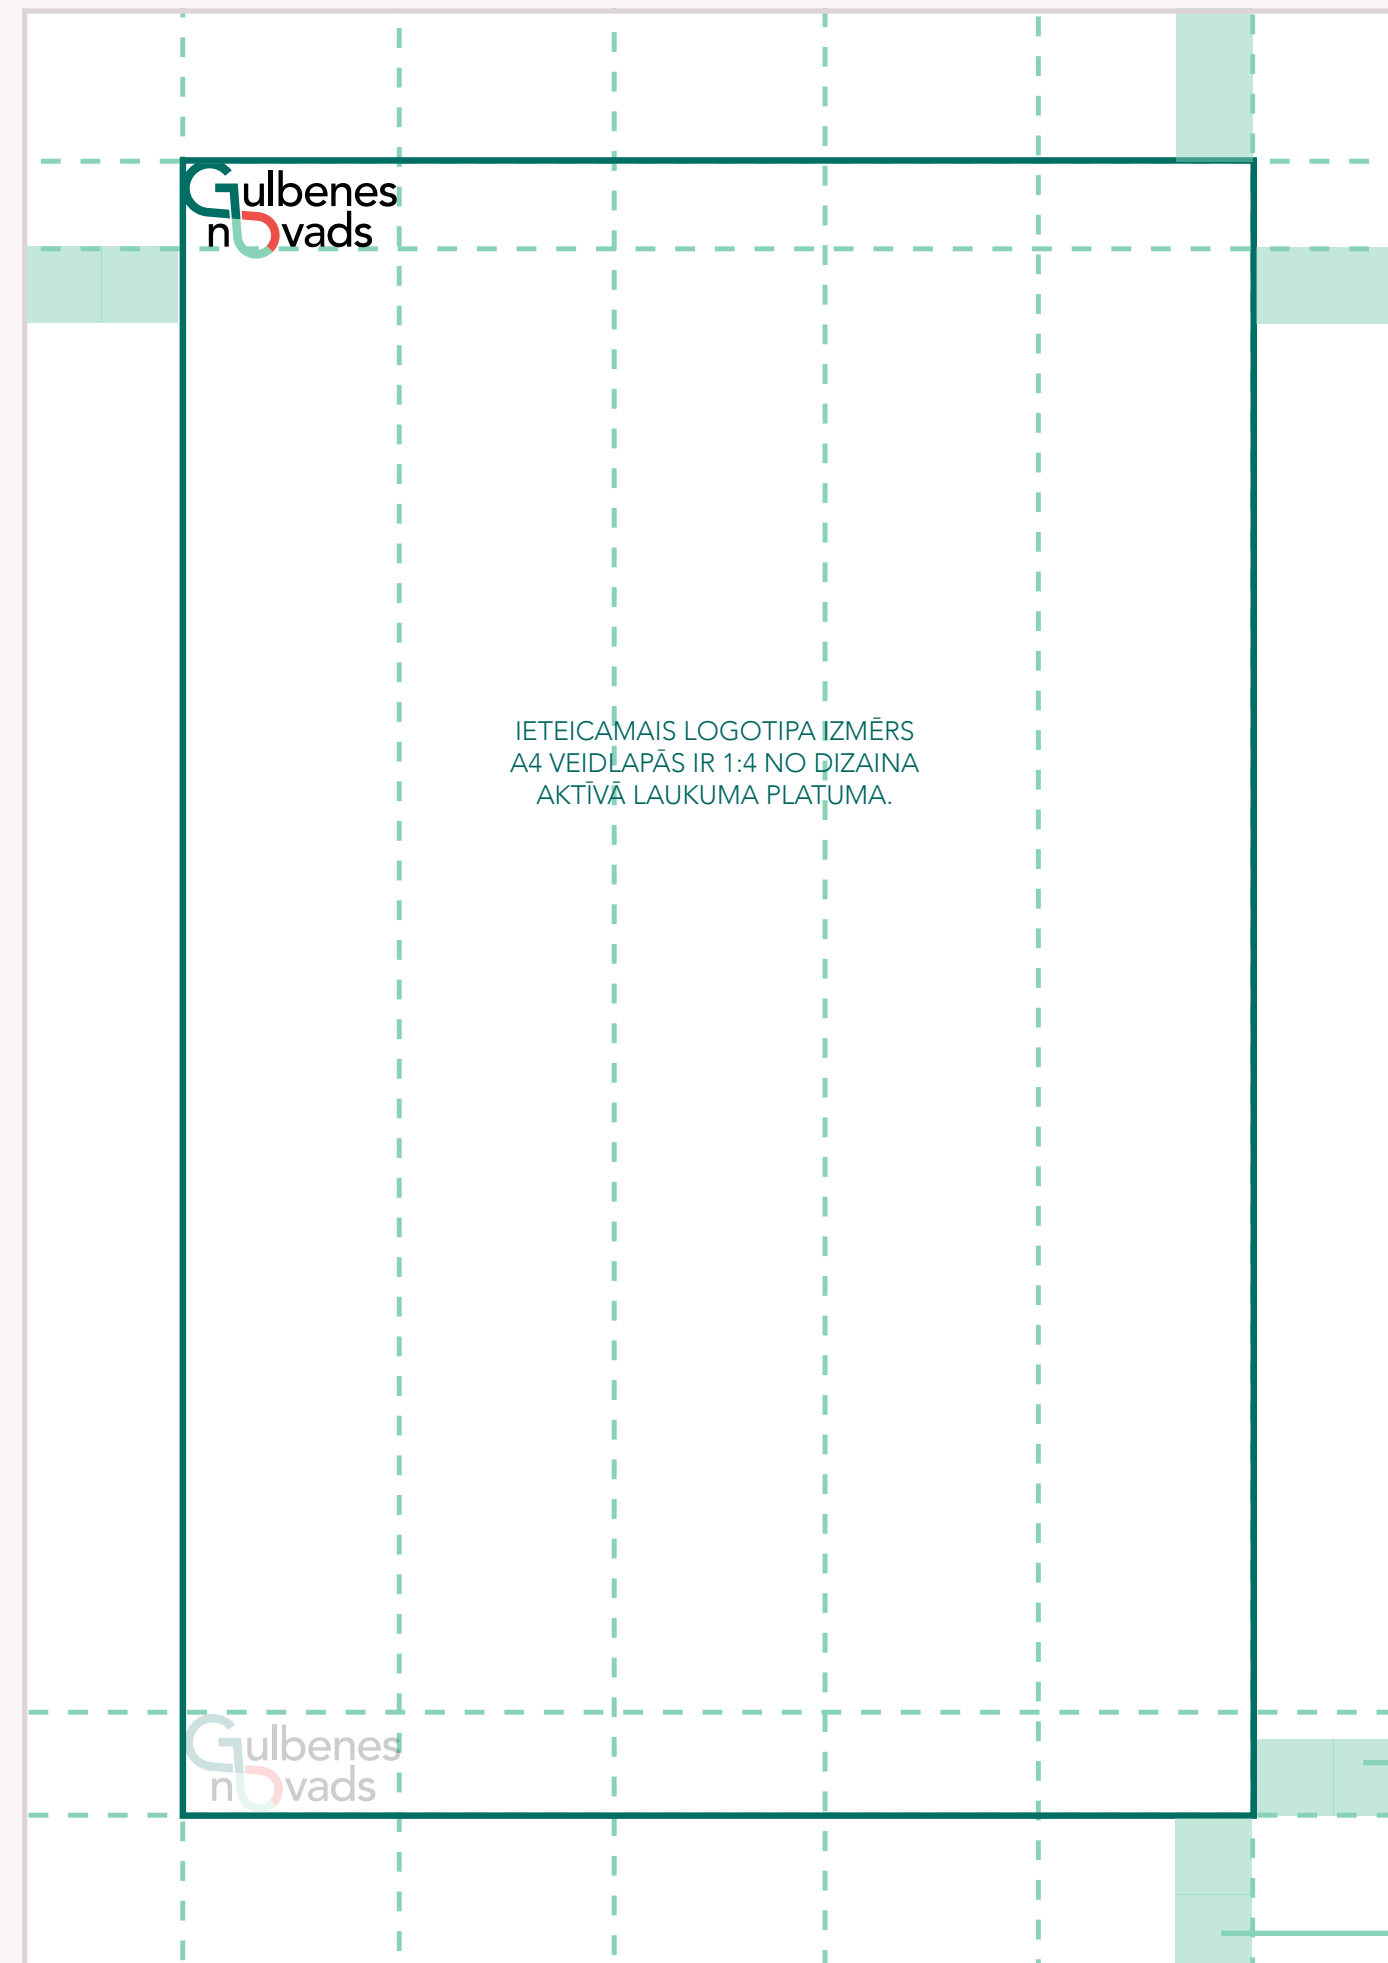 Gulbenes
novads
IETEICAMAIS LOGOTIPA IZMĒRS
A4 VEIDLAPĀS IR 1:4 NO DIZAINA
AKTĪVĀ LAUKUMA PLATUMA.
Gulbenes
novads